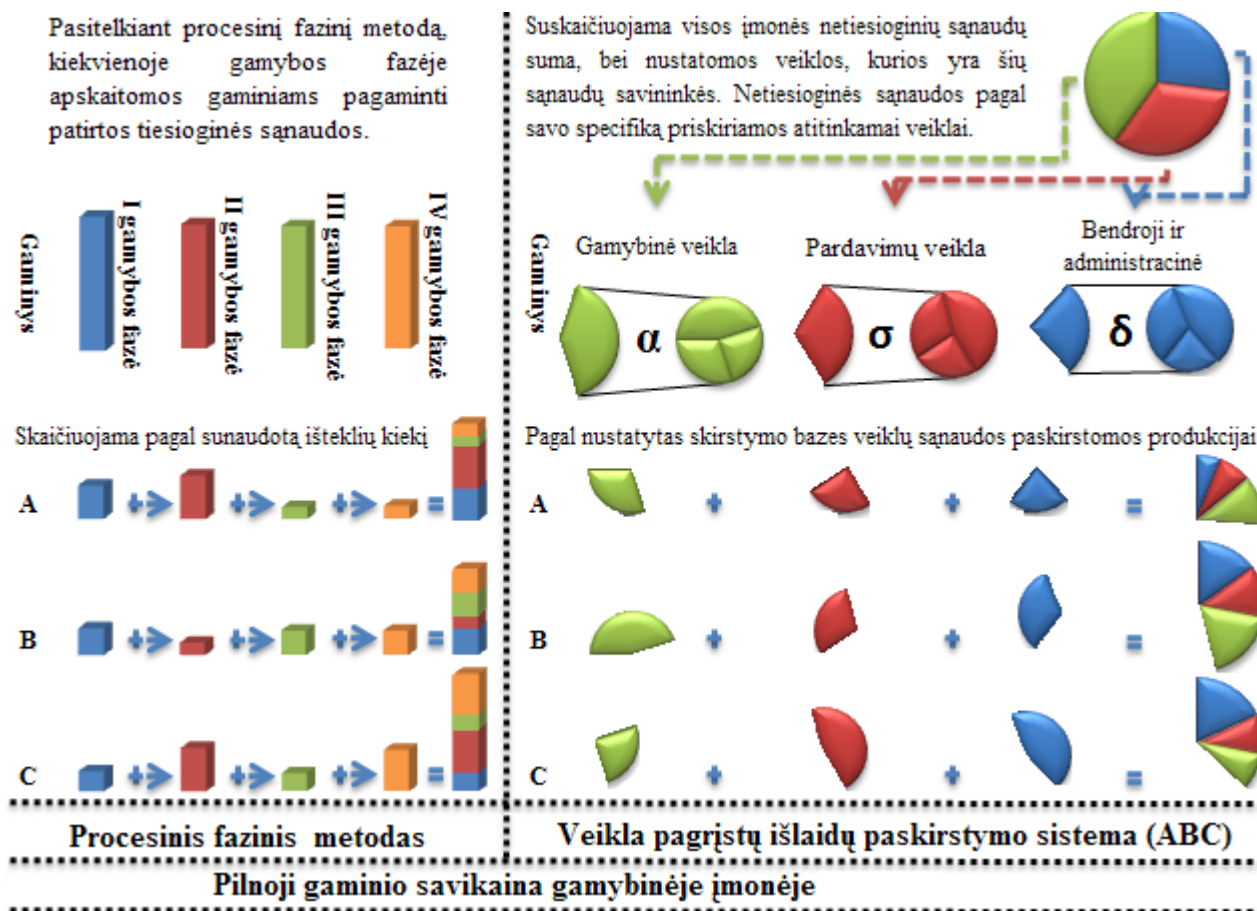 Pasitelkiant procesinį fazinį metodą,
kiekvienoje gamybos fazėje
apskaitomos gaminiams pagaminti
patirtos tiesioginės sąnaudos.
Gaminys
I gamybos fazė
II gamybos fazė
III gamybos fazė
IV gamybos fazė
Skaičiuojama pagal sunaudotą išteklių kiekį
A
B
C
Suskaičiuojama visos įmonės netiesioginių sąnaudų
suma, bei nustatomos veiklos, kurios yra šių
sąnaudų savininkės. Netiesioginės sąnaudos pagal
savo specifiką priskiriamos atitinkamai veiklai.
Gaminys
Gamybinė veikla
Pardavimų veikla
Bendroji ir
administracinė
α
σ
δ
Pagal nustatytas skirstymo bazes veiklų sąnaudos paskirstomos produkcijai
A
B
C
Procesinis fazinis metodas
Veikla pagrįstų išlaidų paskirstymo sistema (ABC)
Pilnoji gaminio savikaina gamybinėje įmonėje